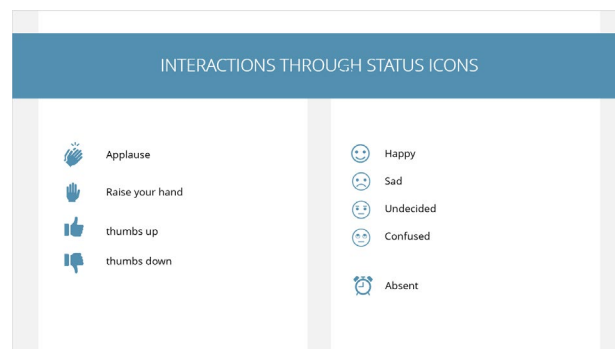 INTERACTIONS THROUGH STATUS ICONS
Applause
Raise your hand
thumbs up
thumbs down
Happy
Sad
Undecided
Confused
Absent